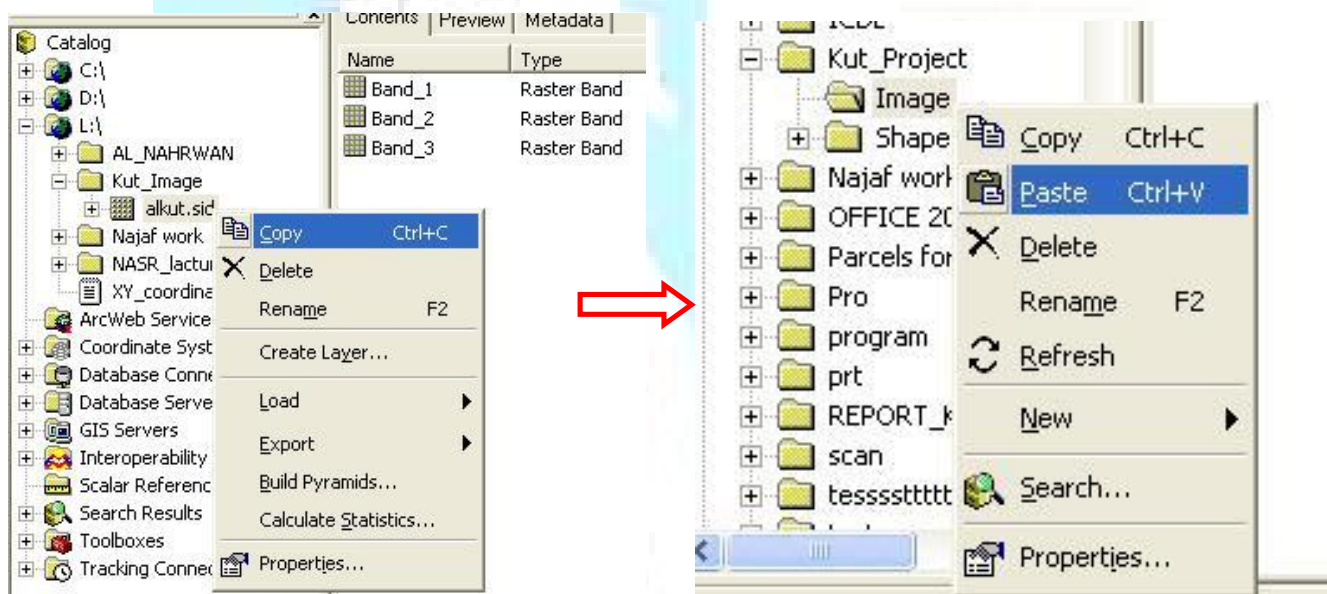 Contents Preview Metadata
Catalog
C:\
D:\
L:\
AL_NAHRWAN
Kut_Image
alkut.sid
Najaf work
NASR_lactu
XY_coordina
ArcWeb Service
Coordinate Syst
Database Conne
Database Serve
GIS Servers
Interoperability
Scalar Referenc
Search Results
Toolboxes
Tracking Connec
Name Type
Band_1 Raster Band
Band_2 Raster Band
Band_3 Raster Band
Copy Ctrl+C
Delete
Rename F2
Create Layer...
Load
Export
Build Pyramids...
Calculate Statistics...
Properties...
Kut_Project
Image
Shape
Najaf work
OFFICE 20
Parcels for
Pro
program
prt
REPORT_K
scan
tesssstttttt
Copy Ctrl+C
Paste Ctrl+V
Delete
Rename F2
Refresh
New
Search...
Properties...